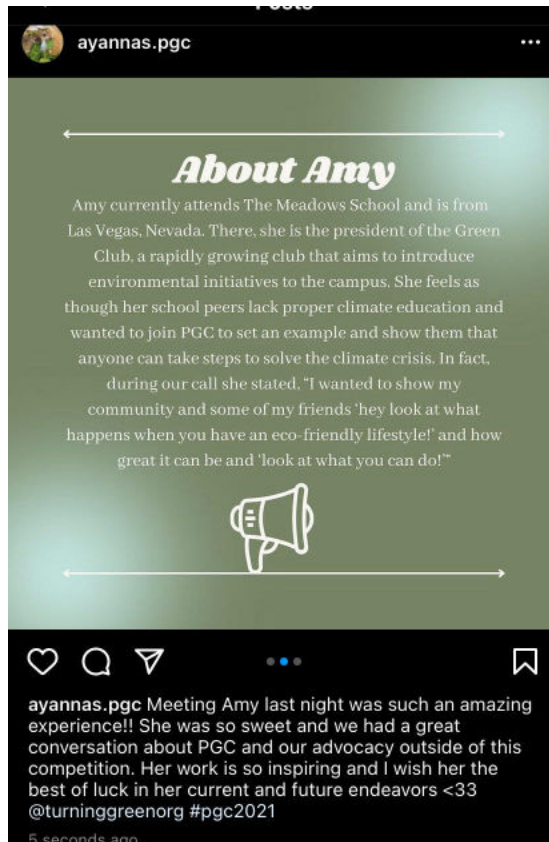 Posts
ayannas.pgc
About Amy
Amy currently attends The Meadows School and is from
Las Vegas, Nevada. There, she is the president of the Green
Club, a rapidly growing club that aims to introduce
environmental initiatives to the campus. She feels as
though her school peers lack proper climate education and
wanted to join PGC to set an example and show them that
anyone can take steps to solve the climate crisis. In fact,
during our call she stated, "I wanted to show my
community and some of my friends 'hey look at what
happens when you have an eco-friendly lifestyle!' and how
great it can be and 'look at what you can do!'"
ayannas.pgc Meeting Amy last night was such an amazing
experience!! She was so sweet and we had a great
conversation about PGC and our advocacy outside of this
competition. Her work is so inspiring and I wish her the
best of luck in her current and future endeavors <33
@turninggreenorg #pgc2021
5 seconds ago